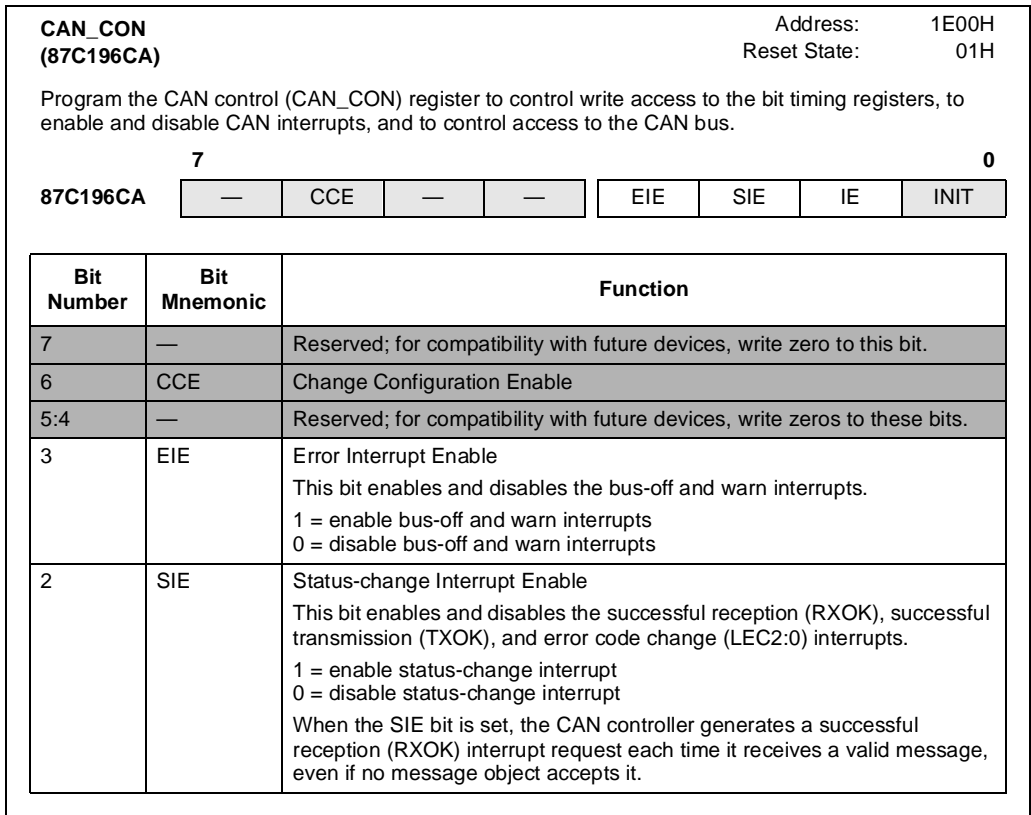 CAN_CON Address: 1E00H
(87C196CA) Reset State: 01H
Program the CAN control (CAN_CON) register to control write access to the bit timing registers, to
enable and disable CAN interrupts, and to control access to the CAN bus.
7 0
87C196CA — CCE — — EIE SIE IE INIT
Bit Number Bit Mnemonic Function
7 — Reserved; for compatibility with future devices, write zero to this bit.
6 CCE Change Configuration Enable
5:4 — Reserved; for compatibility with future devices, write zeros to these bits.
3 EIE Error Interrupt Enable
This bit enables and disables the bus-off and warn interrupts.
1 = enable bus-off and warn interrupts
0 = disable bus-off and warn interrupts
2 SIE Status-change Interrupt Enable
This bit enables and disables the successful reception (RXOK), successful
transmission (TXOK), and error code change (LEC2:0) interrupts.
1 = enable status-change interrupt
0 = disable status-change interrupt
When the SIE bit is set, the CAN controller generates a successful
reception (RXOK) interrupt request each time it receives a valid message,
even if no message object accepts it.